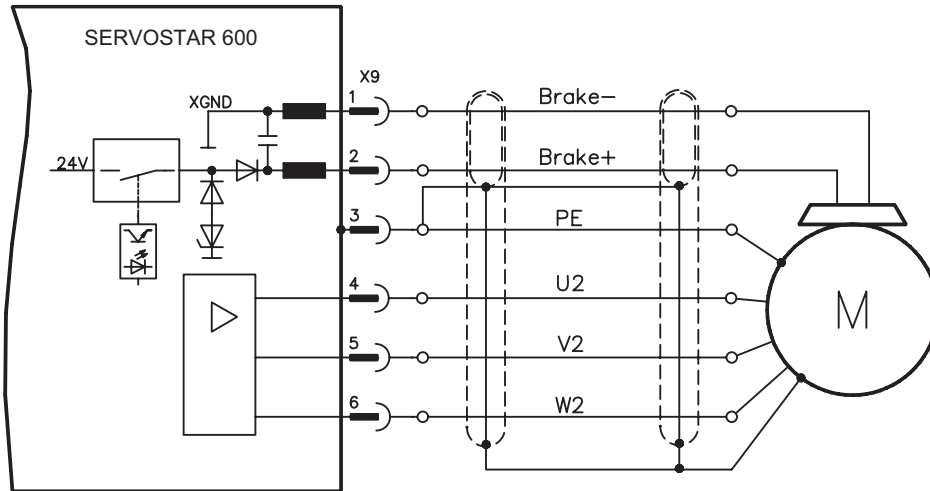 SERVOSTAR 600
X9
XGND
1
Brake-
24V
2
Brake+
3
PE
4
U2
M
5
V2
6
W2